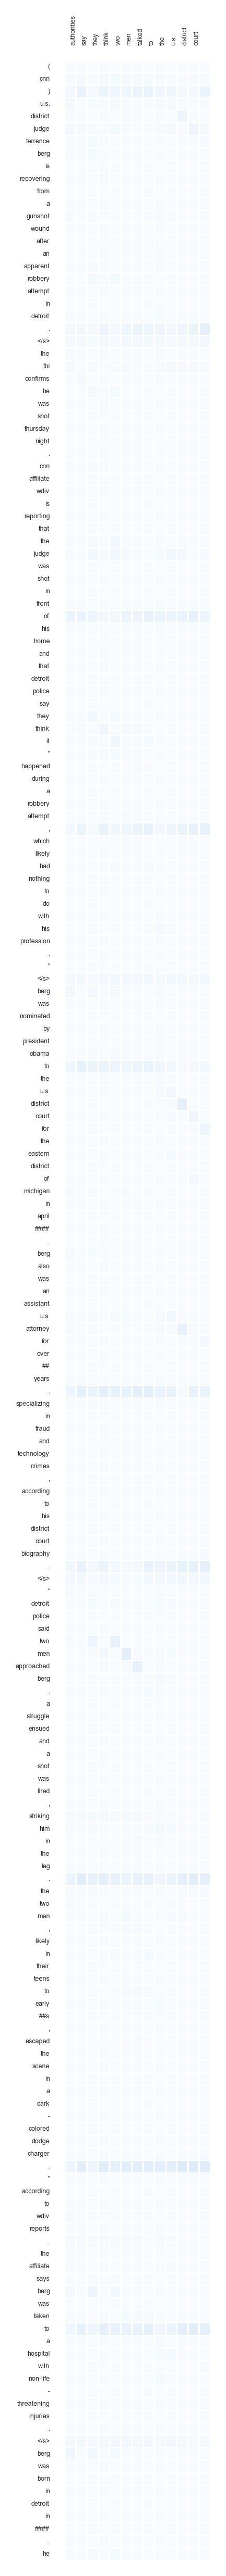 authorities
say
they
think
two
men
talked
to
the
u.s.
district
court
(
cnn
)
u.s.
district
judge
terrence
berg
is
recovering
from
a
gunshot
wound
after
an
apparent
robbery
attempt
in
detroit
.
</s>
the
fbi
confirms
he
was
shot
thursday
night
.
cnn
affiliate
wdiv
is
reporting
that
the
judge
was
shot
in
front
of
his
home
and
that
detroit
police
say
they
think
it
"
happened
during
a
robbery
attempt
,
which
likely
had
nothing
to
do
with
his
profession
.
"
</s>
berg
was
nominated
by
president
obama
to
the
u.s.
district
court
for
the
eastern
district
of
michigan
in
april
####
.
berg
also
was
an
assistant
u.s.
attorney
for
over
##
years
,
specializing
in
fraud
and
technology
crimes
,
according
to
his
district
court
biography
.
</s>
"
detroit
police
said
two
men
approached
berg
,
a
struggle
ensued
and
a
shot
was
fired
,
striking
him
in
the
leg
.
the
two
men
,
likely
in
their
teens
to
early
##s
,
escaped
the
scene
in
a
dark
-
colored
dodge
charger
,
"
according
to
wdiv
reports
.
the
affiliate
says
berg
was
taken
to
a
hospital
with
non-life
-
threatening
injuries
.
</s>
berg
was
born
in
detroit
in
####
.
he